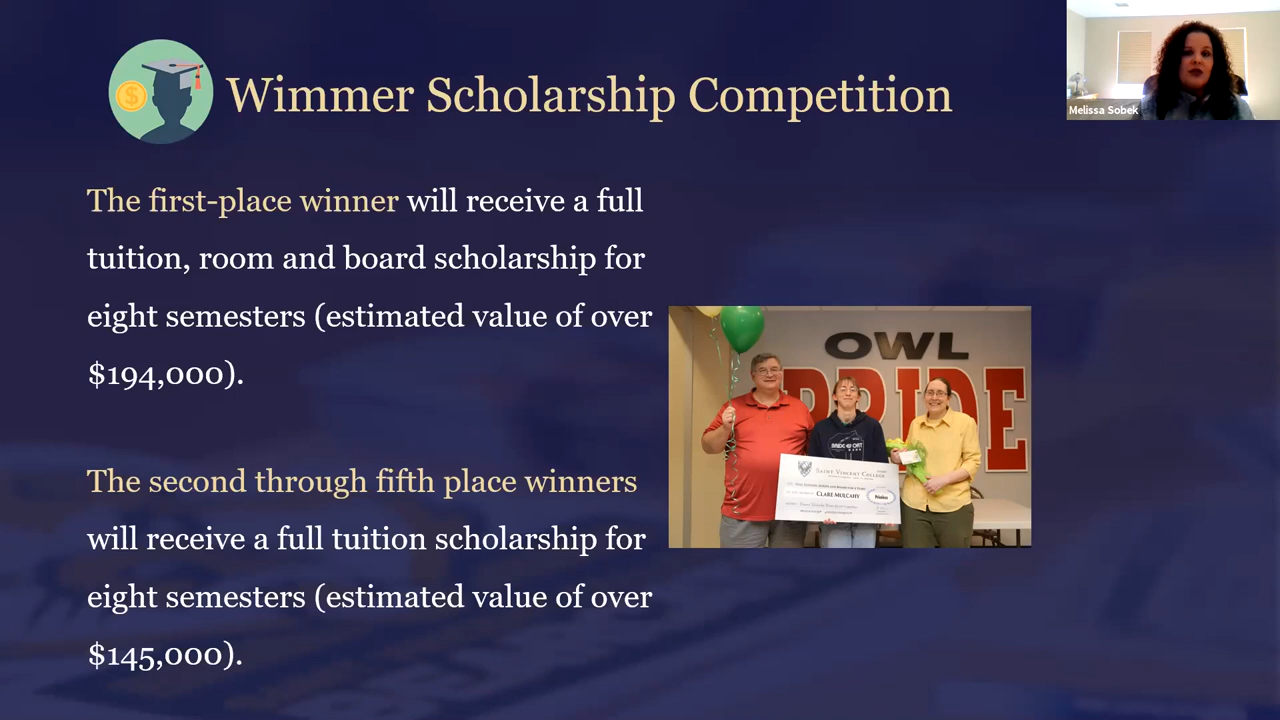 Wimmer Scholarship Competition
Melissa Sobek
The first-place winner will receive a full
tuition, room and board scholarship for
eight semesters (estimated value of over
$194,000).
The second through fifth place winners
will receive a full tuition scholarship for
eight semesters (estimated value of over
$145,000).
OWL
PRIDE
SAINT VINCENT COLLEGE
CLARE MULCAHY